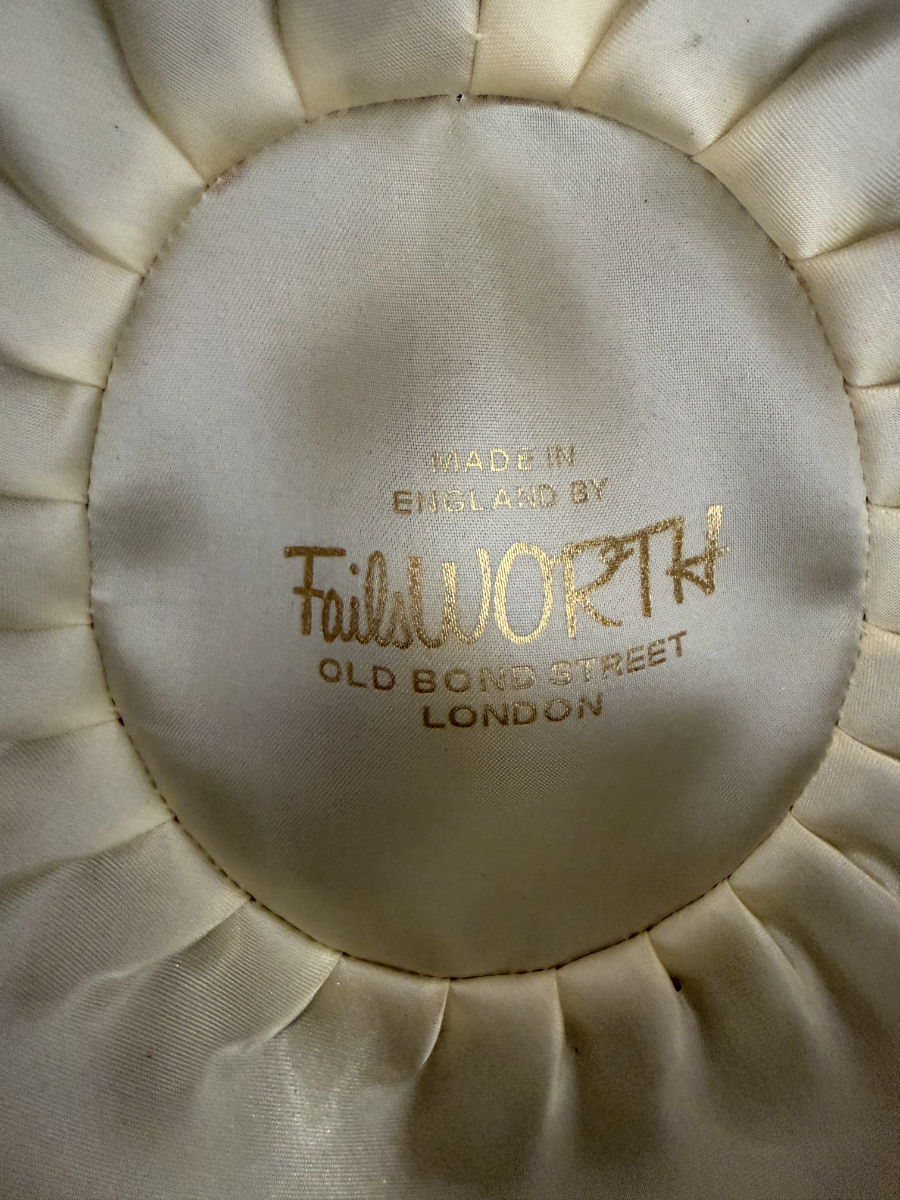 MADE IN
ENGLAND BY
FailsWORTH
OLD BOND STREET
LONDON